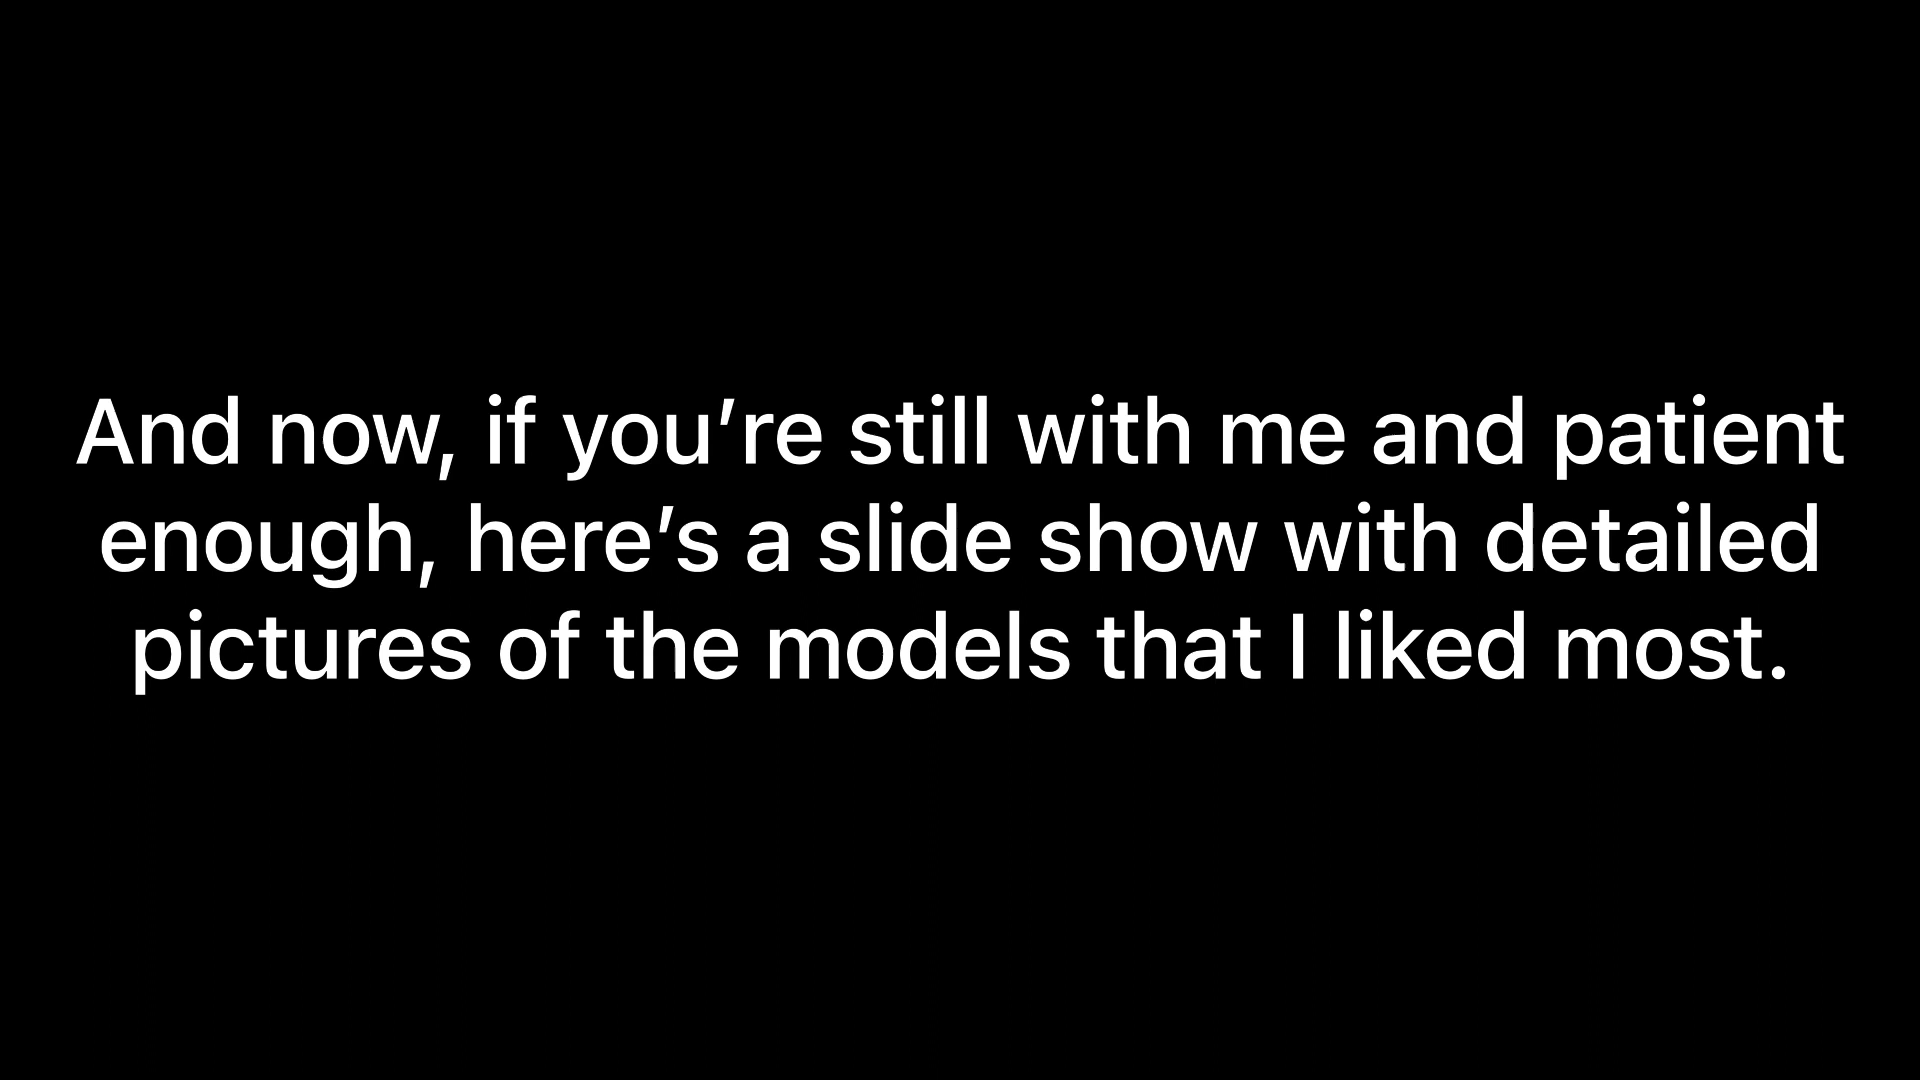 And now, if you’re still with me and patient
enough, here’s a slide show with detailed
pictures of the models that I liked most.